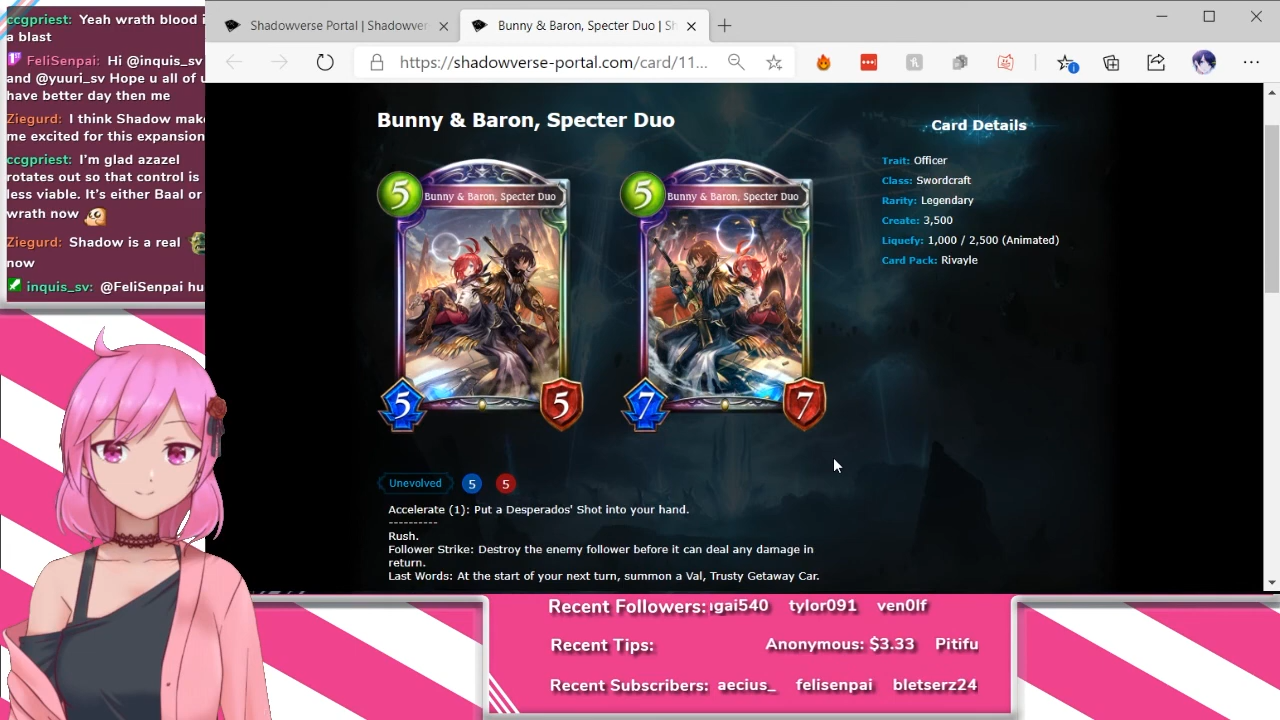 ccgpriest: Yeah wrath blood i
a blast
FeliSenpai: Hi @inquis_sv
and @yuuri_sv Hope u all of u
have better day then me
Ziegurd: I think Shadow make
me excited for this expansion
ccgpriest: I'm glad azazel
rotates out so that control is
less viable. It's either Baal or
wrath now
Ziegurd: Shadow is a real
now
inquis_sv: @FeliSenpai hu
Shadowverse Portal | Shadowver
Bunny & Baron, Specter Duo | Sh
https://shadowverse-portal.com/card/11...
Bunny & Baron, Specter Duo
5
Bunny & Baron, Specter Duo
5
5
5
Bunny & Baron, Specter Duo
7
7
Card Details
Trait: Officer
Class: Swordcraft
Rarity: Legendary
Create: 3,500
Liquefy: 1,000 / 2,500 (Animated)
Card Pack: Rivayle
Unevolved 5 5
Accelerate (1): Put a Desperados' Shot into your hand.
----------
Rush.
Follower Strike: Destroy the enemy follower before it can deal any damage in
return.
Last Words: At the start of your next turn, summon a Val, Trusty Getaway Car.
Recent Followers: gai540 tylor091 ven0lf
Recent Tips: Anonymous: $3.33 Pitifu
Recent Subscribers: aecius_ felisenpai bletserz24